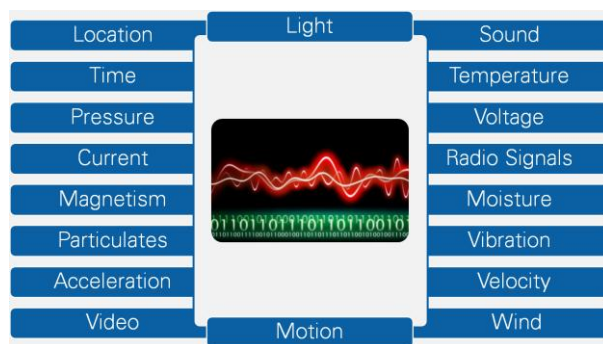 Light
Location
Sound
Time
Temperature
Pressure
Voltage
Current
Radio Signals
Magnetism
Moisture
Particulates
Vibration
Acceleration
Velocity
Video
Motion
Wind